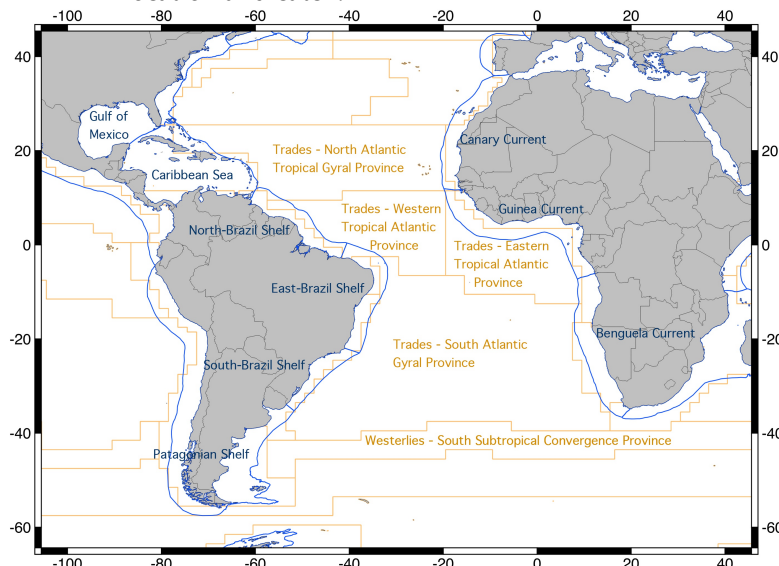 -100 -80 -60 -40 -20 0 20 40
40 40
Gulf of
Mexico
Canary Current
Trades - North Atlantic
Tropical Gyral Province
20 20
Caribbean Sea
Guinea Current
Trades - Western
Tropical Atlantic
Province
North-Brazil Shelf
0 0
Trades - Eastern
Tropical Atlantic
Province
East-Brazil Shelf
-20 -20
Benguela Current
Trades - South Atlantic
Gyral Province
South-Brazil Shelf
-40 -40
Westerlies - South Subtropical Convergence Province
Patagonian Shelf
-60 -60
-100 -80 -60 -40 -20 0 20 40